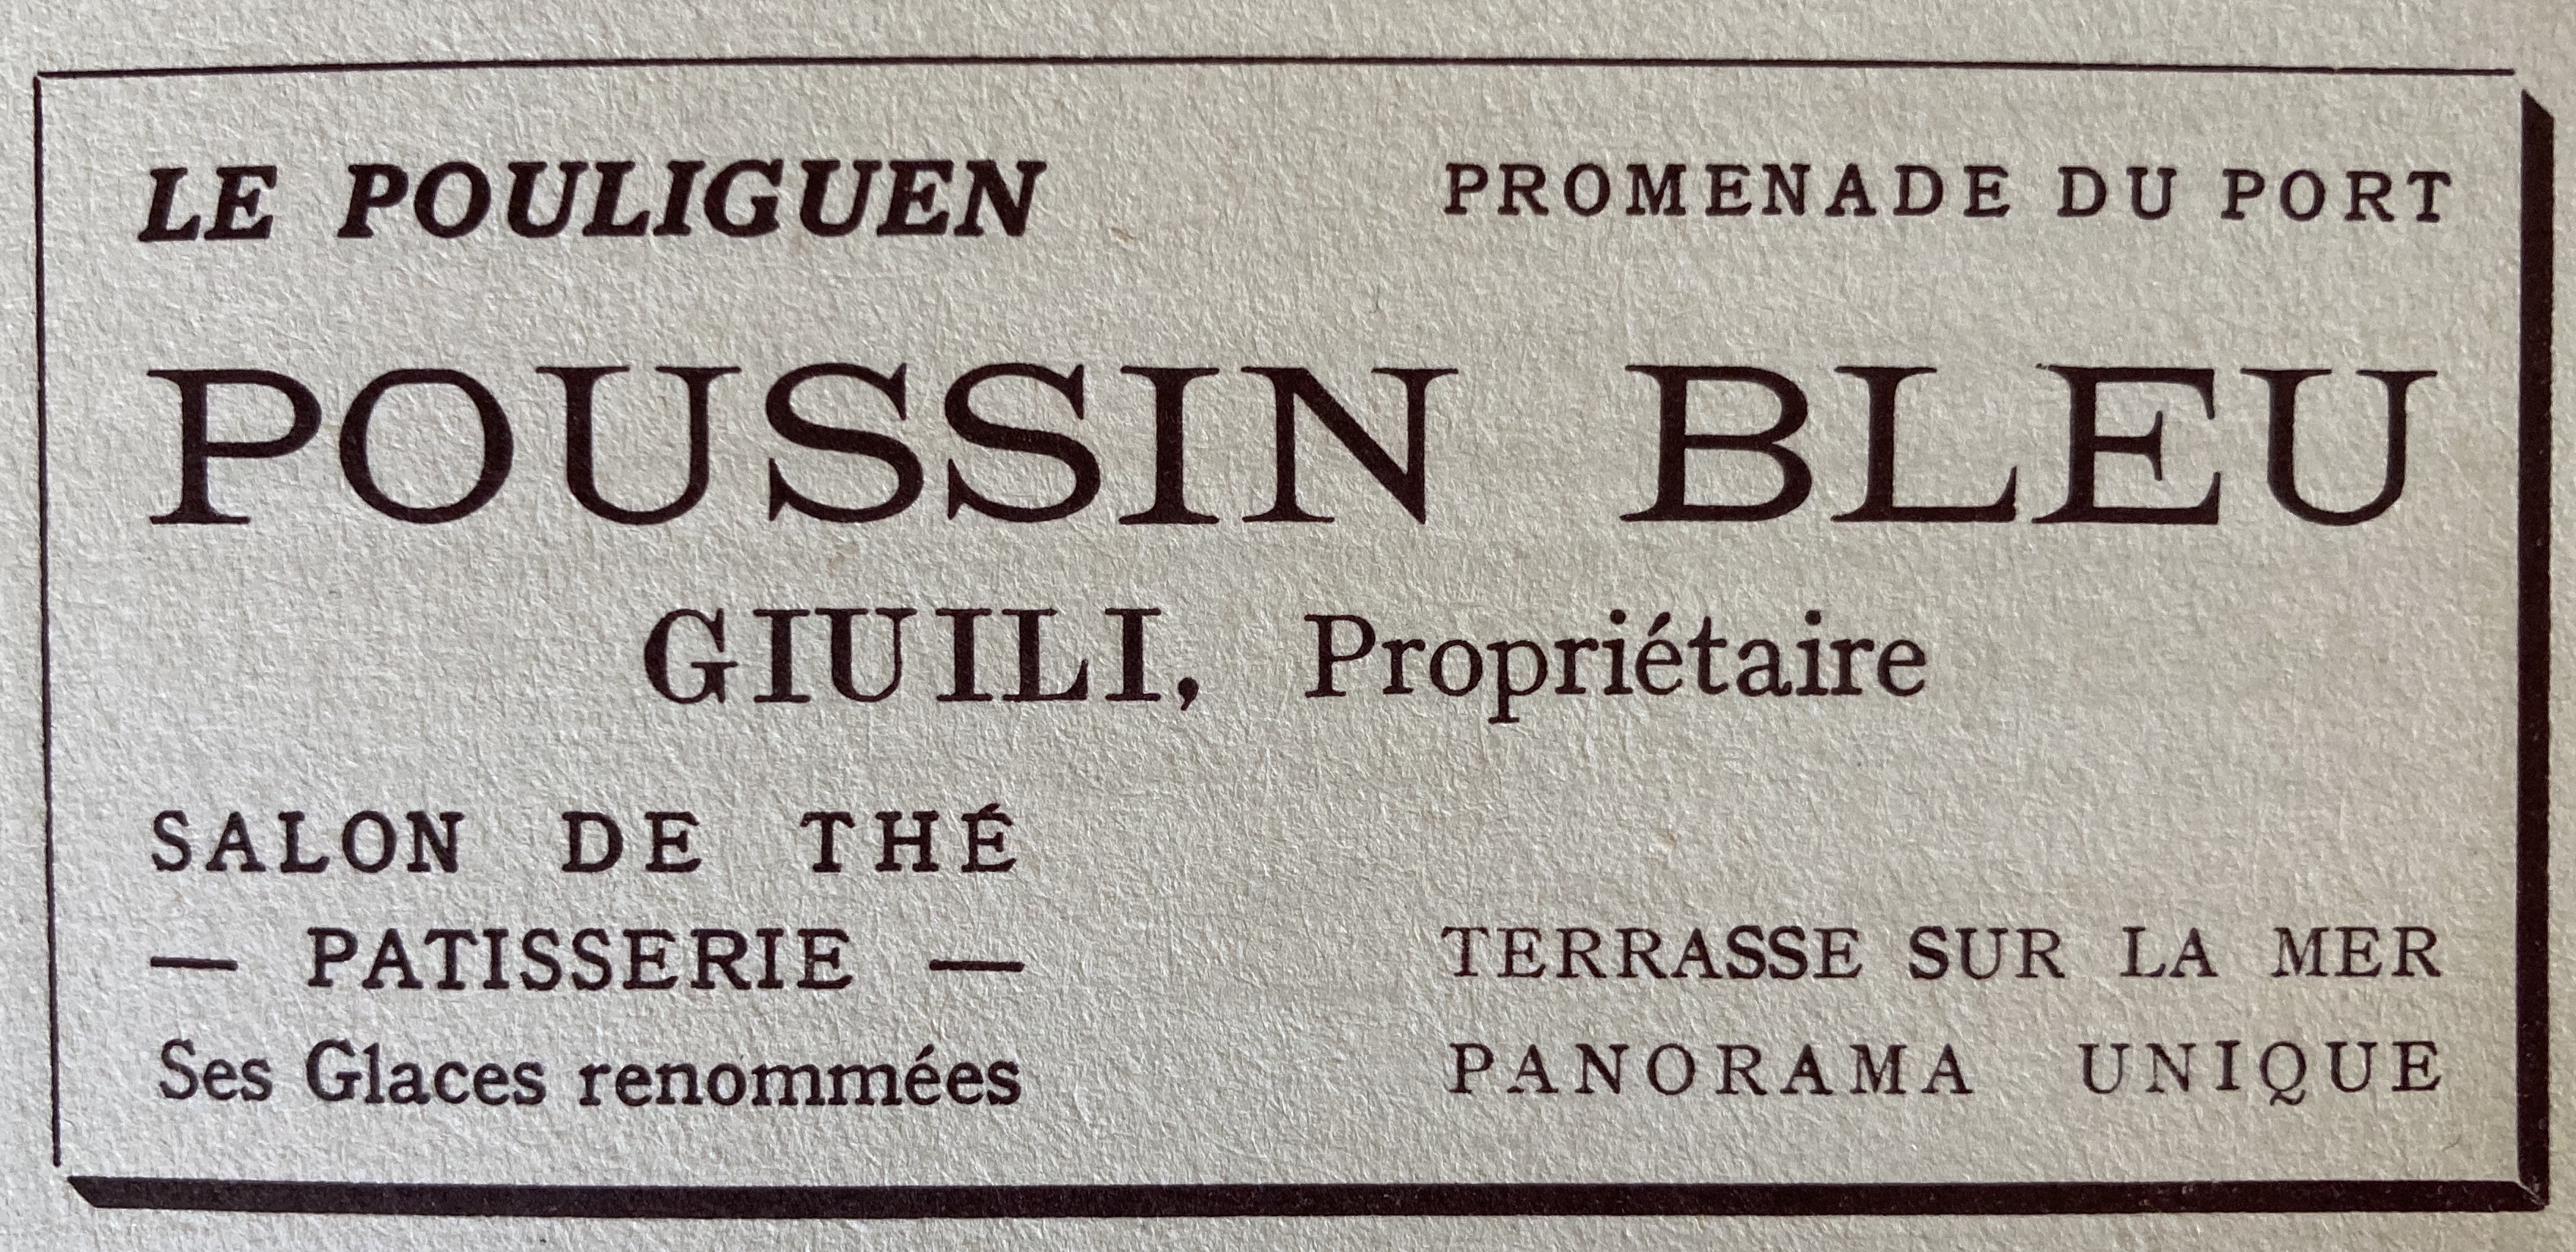 LE POULIGUEN PROMENADE DU PORT
POUSSIN BLEU
GIUILI, Propriétaire
SALON DE THÉ
— PATISSERIE — TERRASSE SUR LA MER
Ses Glaces renommées PANORAMA UNIQUE